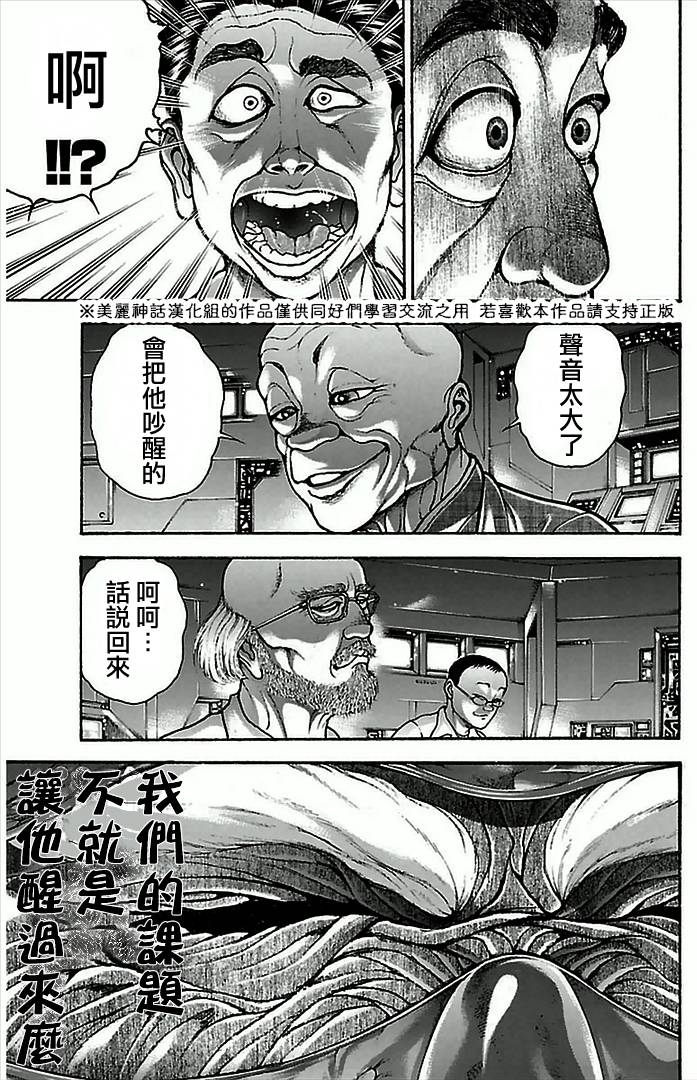 啊
!!?
※美麗神話漢化組的作品僅供同好們學習交流之用 若喜歡本作品請支持正版
聲音太大了
會把他吵醒的
呵呵…
話説回來
我們的課題
不就是
讓他醒過來麼